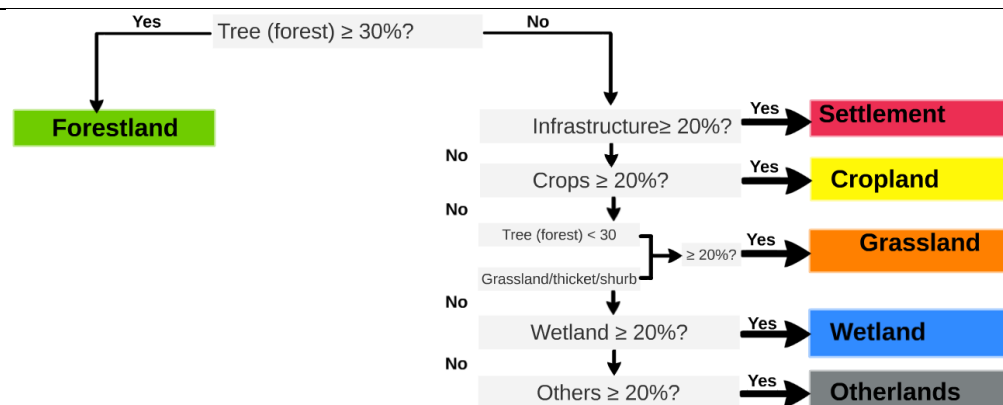 Yes
Tree (forest) ≥ 30%?
No
Forestland
Infrastructure≥ 20%?
Yes
Settlement
No
Crops ≥ 20%?
Yes
Cropland
No
Tree (forest) < 30
Grassland/thicket/shurb
≥ 20%?
Yes
Grassland
No
Wetland ≥ 20%?
Yes
Wetland
No
Others ≥ 20%?
Yes
Otherlands